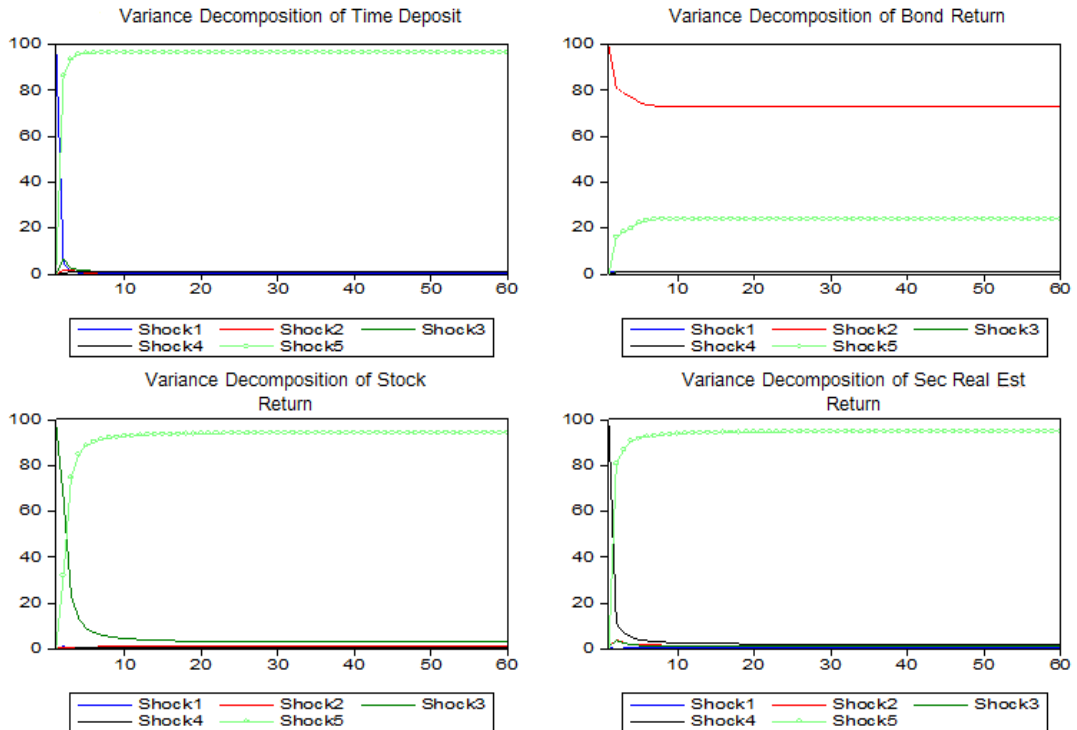 Variance Decomposition of Time Deposit
100
80
60
40
20
0
10 20 30 40 50 60
Shock1 Shock2 Shock3
Shock4 Shock5
Variance Decomposition of Bond Return
100
80
60
40
20
0
10 20 30 40 50 60
Shock1 Shock2 Shock3
Shock4 Shock5
Variance Decomposition of Stock
Return
100
80
60
40
20
0
10 20 30 40 50 60
Shock1 Shock2 Shock3
Shock4 Shock5
Variance Decomposition of Sec Real Est
Return
100
80
60
40
20
0
10 20 30 40 50 60
Shock1 Shock2 Shock3
Shock4 Shock5